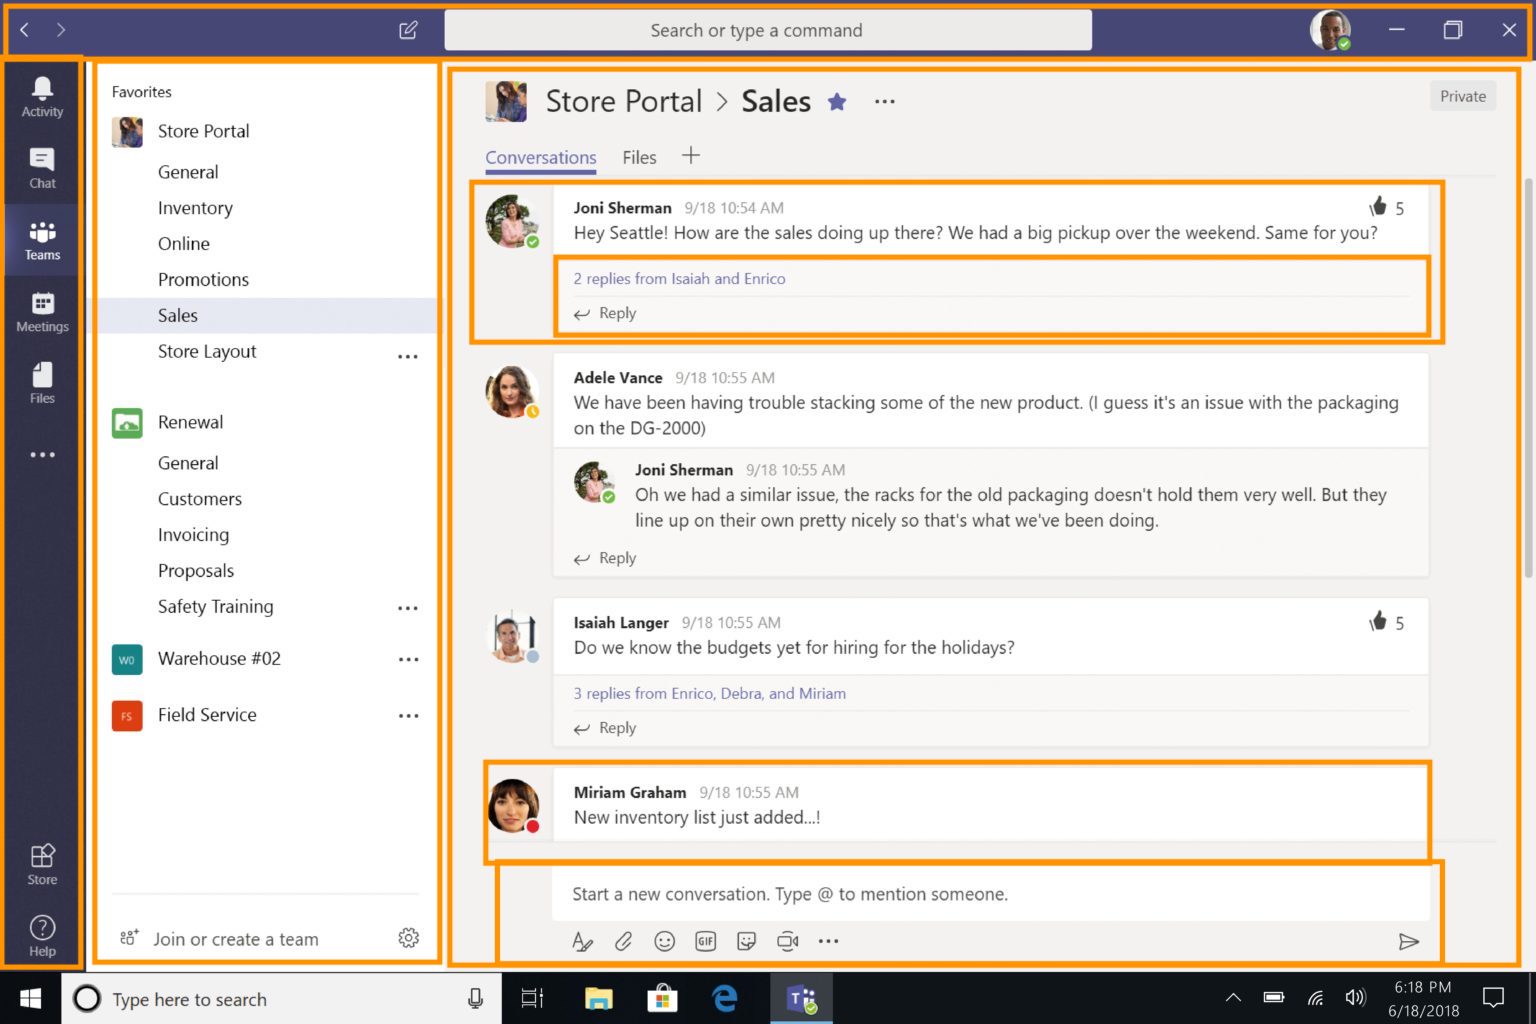 Search or type a command
Activity
Chat
Teams
Meetings
Files
Store
Help
Favorites
Store Portal
General
Inventory
Online
Promotions
Sales
Store Layout
Renewal
General
Customers
Invoicing
Proposals
Safety Training
W0 Warehouse #02
FS Field Service
Join or create a team
Store Portal > Sales
Private
Conversations Files
Joni Sherman 9/18 10:54 AM 5
Hey Seattle! How are the sales doing up there? We had a big pickup over the weekend. Same for you?
2 replies from Isaiah and Enrico
Reply
Adele Vance 9/18 10:55 AM
We have been having trouble stacking some of the new product. (I guess it's an issue with the packaging
on the DG-2000)
Joni Sherman 9/18 10:55 AM
Oh we had a similar issue, the racks for the old packaging doesn't hold them very well. But they
line up on their own pretty nicely so that's what we've been doing.
Reply
Isaiah Langer 9/18 10:55 AM 5
Do we know the budgets yet for hiring for the holidays?
3 replies from Enrico, Debra, and Miriam
Reply
Miriam Graham 9/18 10:55 AM
New inventory list just added...!
Start a new conversation. Type @ to mention someone.
GIF
Type here to search
T
6:18 PM
6/18/2018